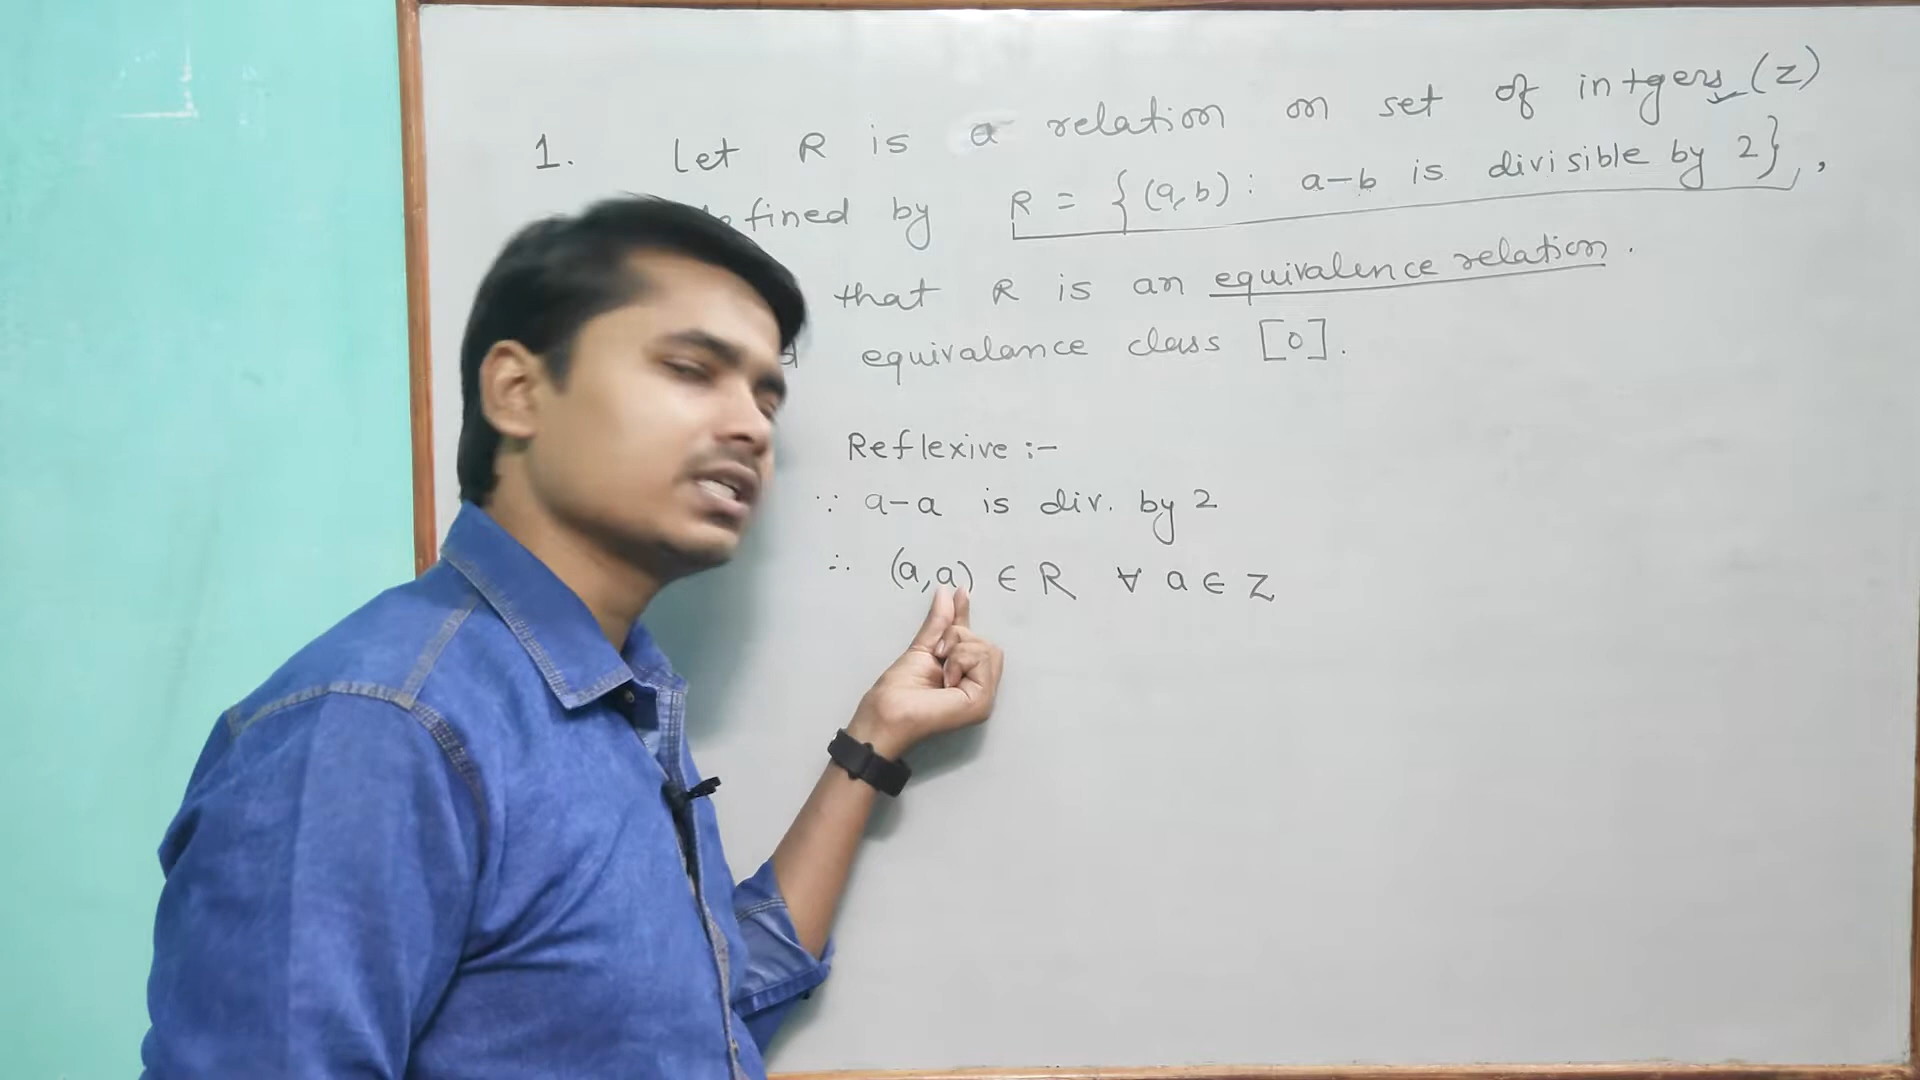 1. Let R is a relation on set of intgers (Z)
fined by R = {(a,b) : a-b is divisible by 2},
that R is an equivalence relation.
equivalance class [0].
Reflexive :-
∵ a-a is div. by 2
∴ (a,a) ∈ R ∀ a ∈ Z